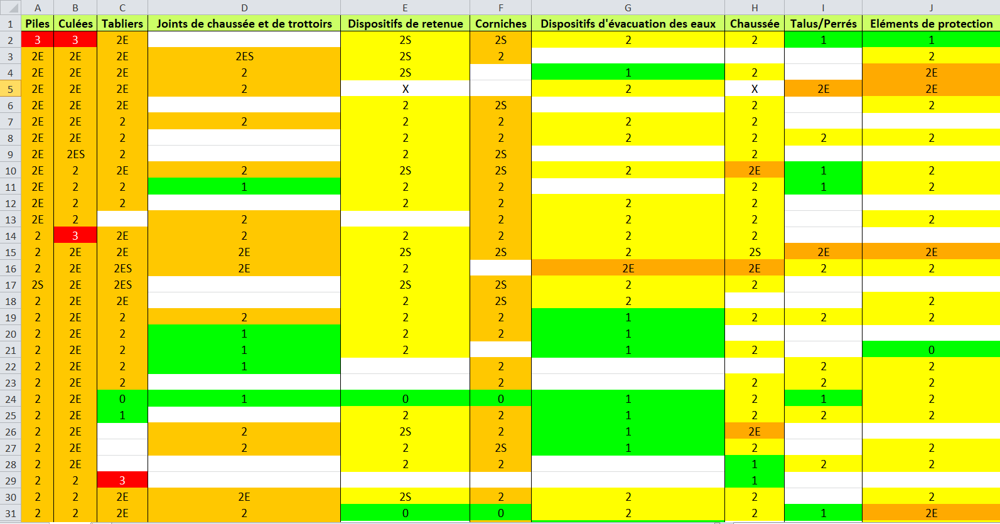 A B C D E F G H I J
1 Piles Culées Tabliers Joints de chaussée et de trottoirs Dispositifs de retenue Corniches Dispositifs d'évacuation des eaux Chaussée Talus/Perrés Eléments de protection
2 3 3 2E 2S 2S 2 2 1 1
3 2E 2E 2E 2ES 2S 2 2
4 2E 2E 2E 2 2S 1 2 2E
5 2E 2E 2E 2 X 2 X 2E 2E
6 2E 2E 2E 2 2S 2 2
7 2E 2E 2 2 2 2 2 2
8 2E 2E 2 2 2 2 2 2 2
9 2E 2ES 2 2 2S 2
10 2E 2 2E 2 2S 2S 2 2E 1 2
11 2E 2 2 1 2 2 2 1 2
12 2E 2 2 2 2 2 2
13 2E 2 2 2 2 2 2
14 2 3 2E 2 2 2 2 2
15 2 2E 2E 2E 2S 2S 2 2S 2E 2E
16 2 2E 2ES 2E 2 2E 2E 2 2
17 2S 2E 2ES 2S 2S 2 2
18 2 2E 2E 2 2S 2 2
19 2 2E 2 2 2 2 1 2 2 2
20 2 2E 2 1 2 2 1
21 2 2E 2 1 2 1 2 0
22 2 2E 2 1 2 2 2
23 2 2E 2 2 2 2 2
24 2 2E 0 1 0 0 1 2 1 2
25 2 2E 1 2 2 1 2 2 2
26 2 2E 2 2S 2 1 2E
27 2 2E 2 2 2S 1 2 2
28 2 2E 2 2 1 2 2
29 2 2 3 1
30 2 2 2E 2E 2S 2 2 2 2
31 2 2 2E 2 0 0 2 2 1 2E